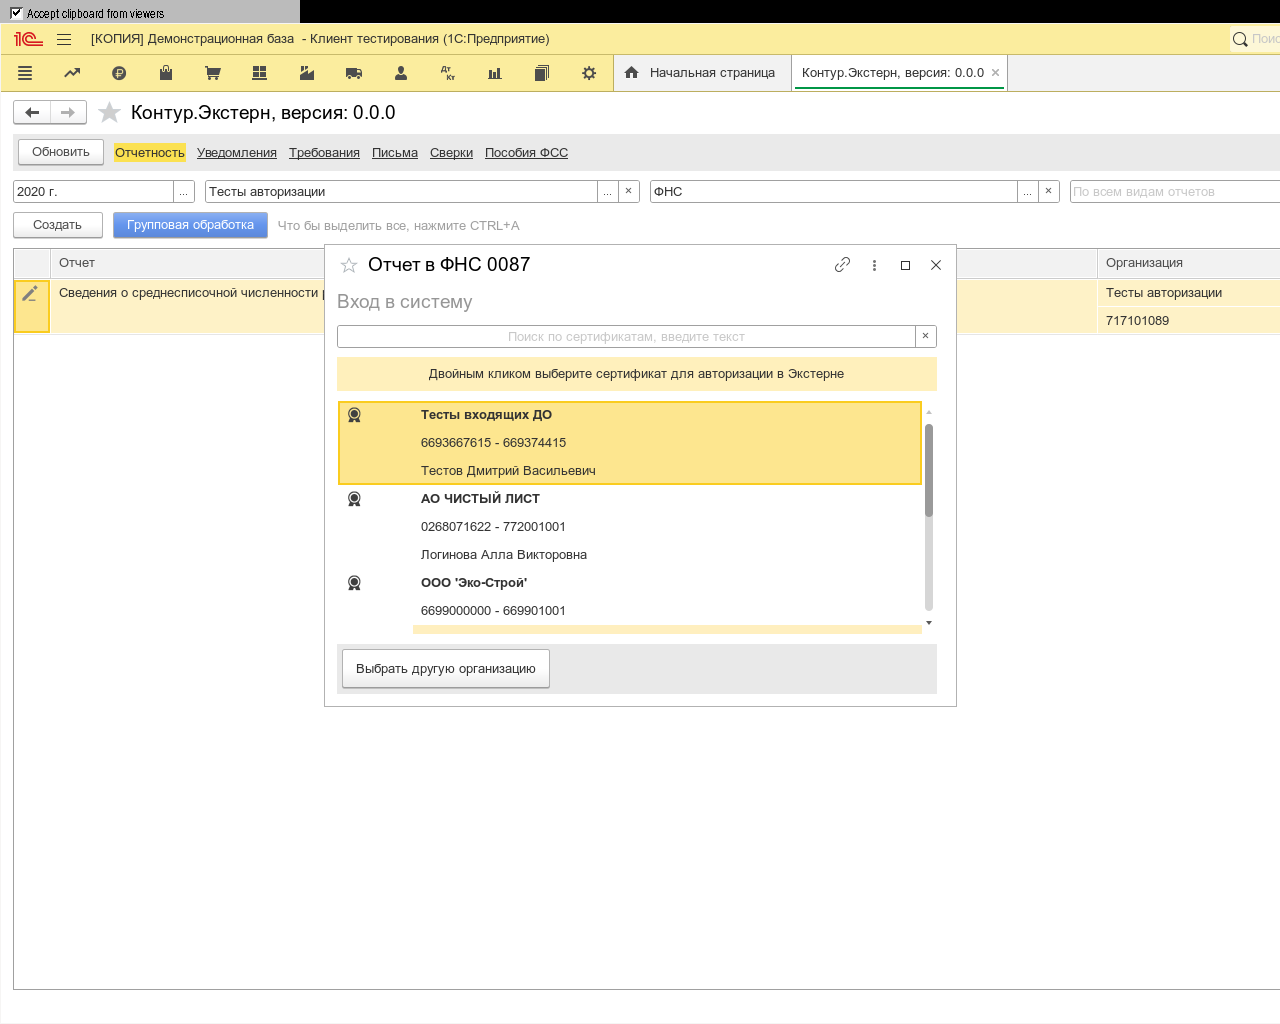 Accept clipboard from viewers
1С [КОПИЯ] Демонстрационная база - Клиент тестирования (1С:Предприятие)
Дт Кт Начальная страница Контур.Экстерн, версия: 0.0.0
Контур.Экстерн, версия: 0.0.0
Обновить Отчетность Уведомления Требования Письма Сверки Пособия ФСС
2020 г. ... Тесты авторизации ... × ФНС ... × По всем видам отчетов
Создать Групповая обработка Что бы выделить все, нажмите CTRL+A
Отчет Организация
Сведения о среднесписочной численности Тесты авторизации
717101089
Отчет в ФНС 0087
Вход в систему
Поиск по сертификатам, введите текст ×
Двойным кликом выберите сертификат для авторизации в Экстерне
Тесты входящих ДО
6693667615 - 669374415
Тестов Дмитрий Васильевич
АО ЧИСТЫЙ ЛИСТ
0268071622 - 772001001
Логинова Алла Викторовна
ООО 'Эко-Строй'
6699000000 - 669901001
Выбрать другую организацию